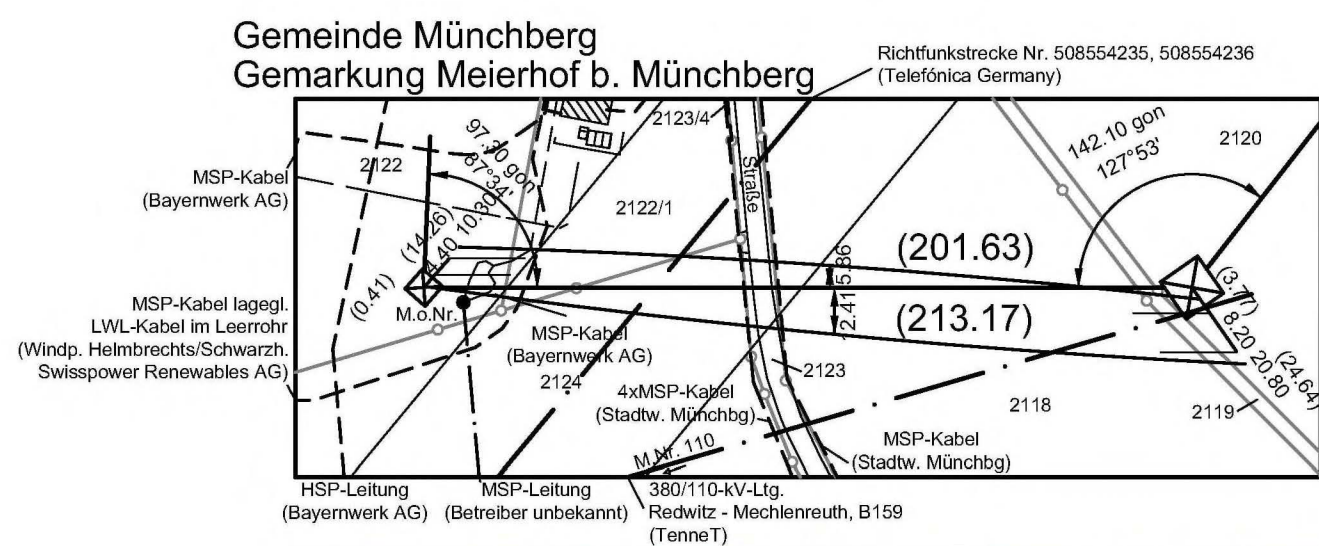 Gemeinde Münchberg
Gemarkung Meierhof b. Münchberg
Richtfunkstrecke Nr. 508554235, 508554236
(Telefónica Germany)
MSP-Kabel
(Bayernwerk AG)
2122
97.30 gon
87°34'
2123/4
Straße
142.10 gon
127°53'
2120
2122/1
(14.26)
4.40 10.30
(0.41)
M.o.Nr.
(201.63)
5.86
2.41
(213.17)
(3.77)
8.20 20.80
(24.64)
MSP-Kabel lagegl.
LWL-Kabel im Leerrohr
(Windp. Helmbrechts/Schwarzh.
Swisspower Renewables AG)
MSP-Kabel
(Bayernwerk AG)
2124
2123
4xMSP-Kabel
(Stadtw. Münchbg)
2118
2119
MSP-Kabel
(Stadtw. Münchbg)
M.Nr. 110
HSP-Leitung
(Bayernwerk AG)
MSP-Leitung
(Betreiber unbekannt)
380/110-kV-Ltg.
Redwitz - Mechlenreuth, B159
(TenneT)